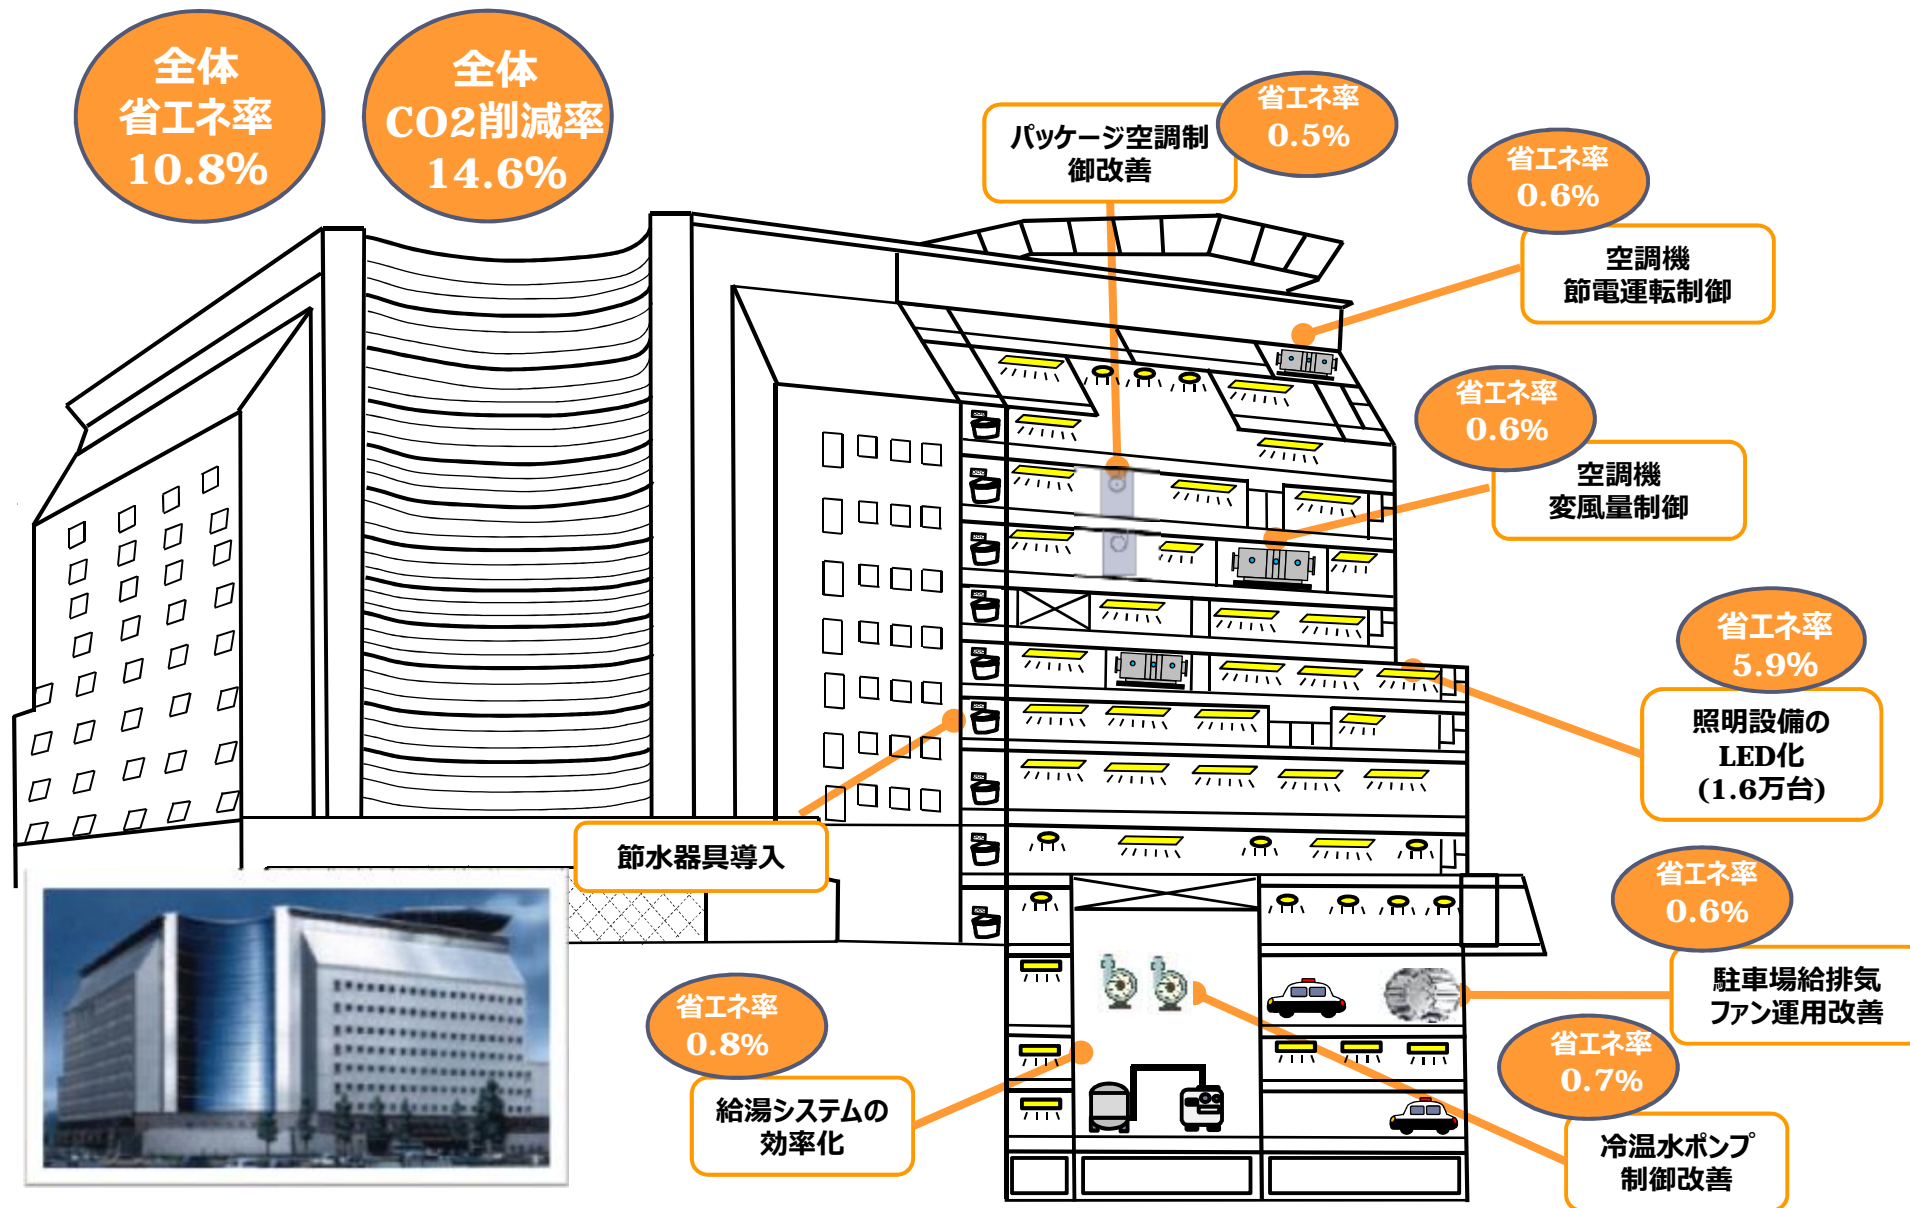 全体
省エネ率
10.8%
全体
CO2削減率
14.6%
省エネ率
0.5%
パッケージ空調制
御改善
省エネ率
0.6%
空調機
節電運転制御
省エネ率
0.6%
空調機
変風量制御
省エネ率
5.9%
照明設備の
LED化
(1.6万台)
節水器具導入
省エネ率
0.6%
駐車場給排気
ファン運用改善
省エネ率
0.8%
給湯システムの
効率化
省エネ率
0.7%
冷温水ポンプ
制御改善